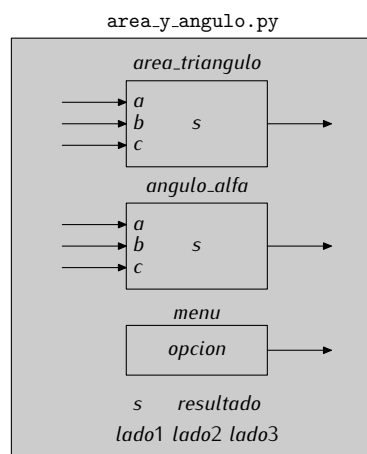 area_y_angulo.py
area_triangulo
a
b s
c
angulo_alfa
a
b s
c
menu
opcion
s resultado
lado1 lado2 lado3